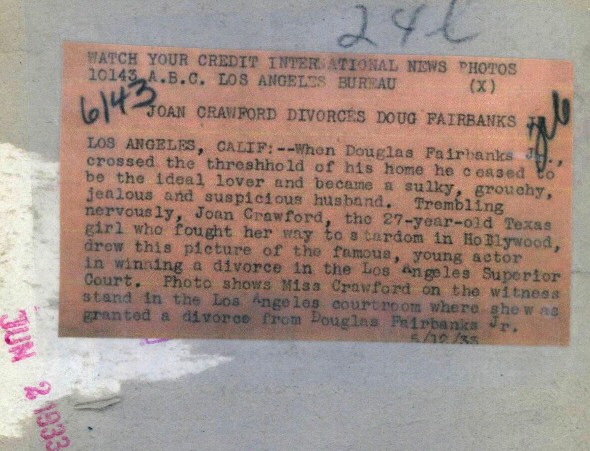 24
WATCH YOUR CREDIT INTERNATIONAL NEWS PHOTOS
10143 A.B.C. LOS ANGELES BUREAU (X)
6/43
JOAN CRAWFORD DIVORCES DOUG FAIRBANKS
LOS ANGELES, CALIF:--When Douglas Fairbanks Jr.,
crossed the threshhold of his home he ceased to
be the ideal lover and became a sulky, grouchy,
jealous and suspicious husband. Trembling
nervously, Joan Crawford, the 27-year-old Texas
girl who fought her way to stardom in Hollywood,
drew this picture of the famous, young actor
in winning a divorce in the Los Angeles Superior
Court. Photo shows Miss Crawford on the witness
stand in the Los Angeles courtroom where shewas
granted a divorce from Douglas Fairbanks Jr.
5/12/33
JUN 2 1933